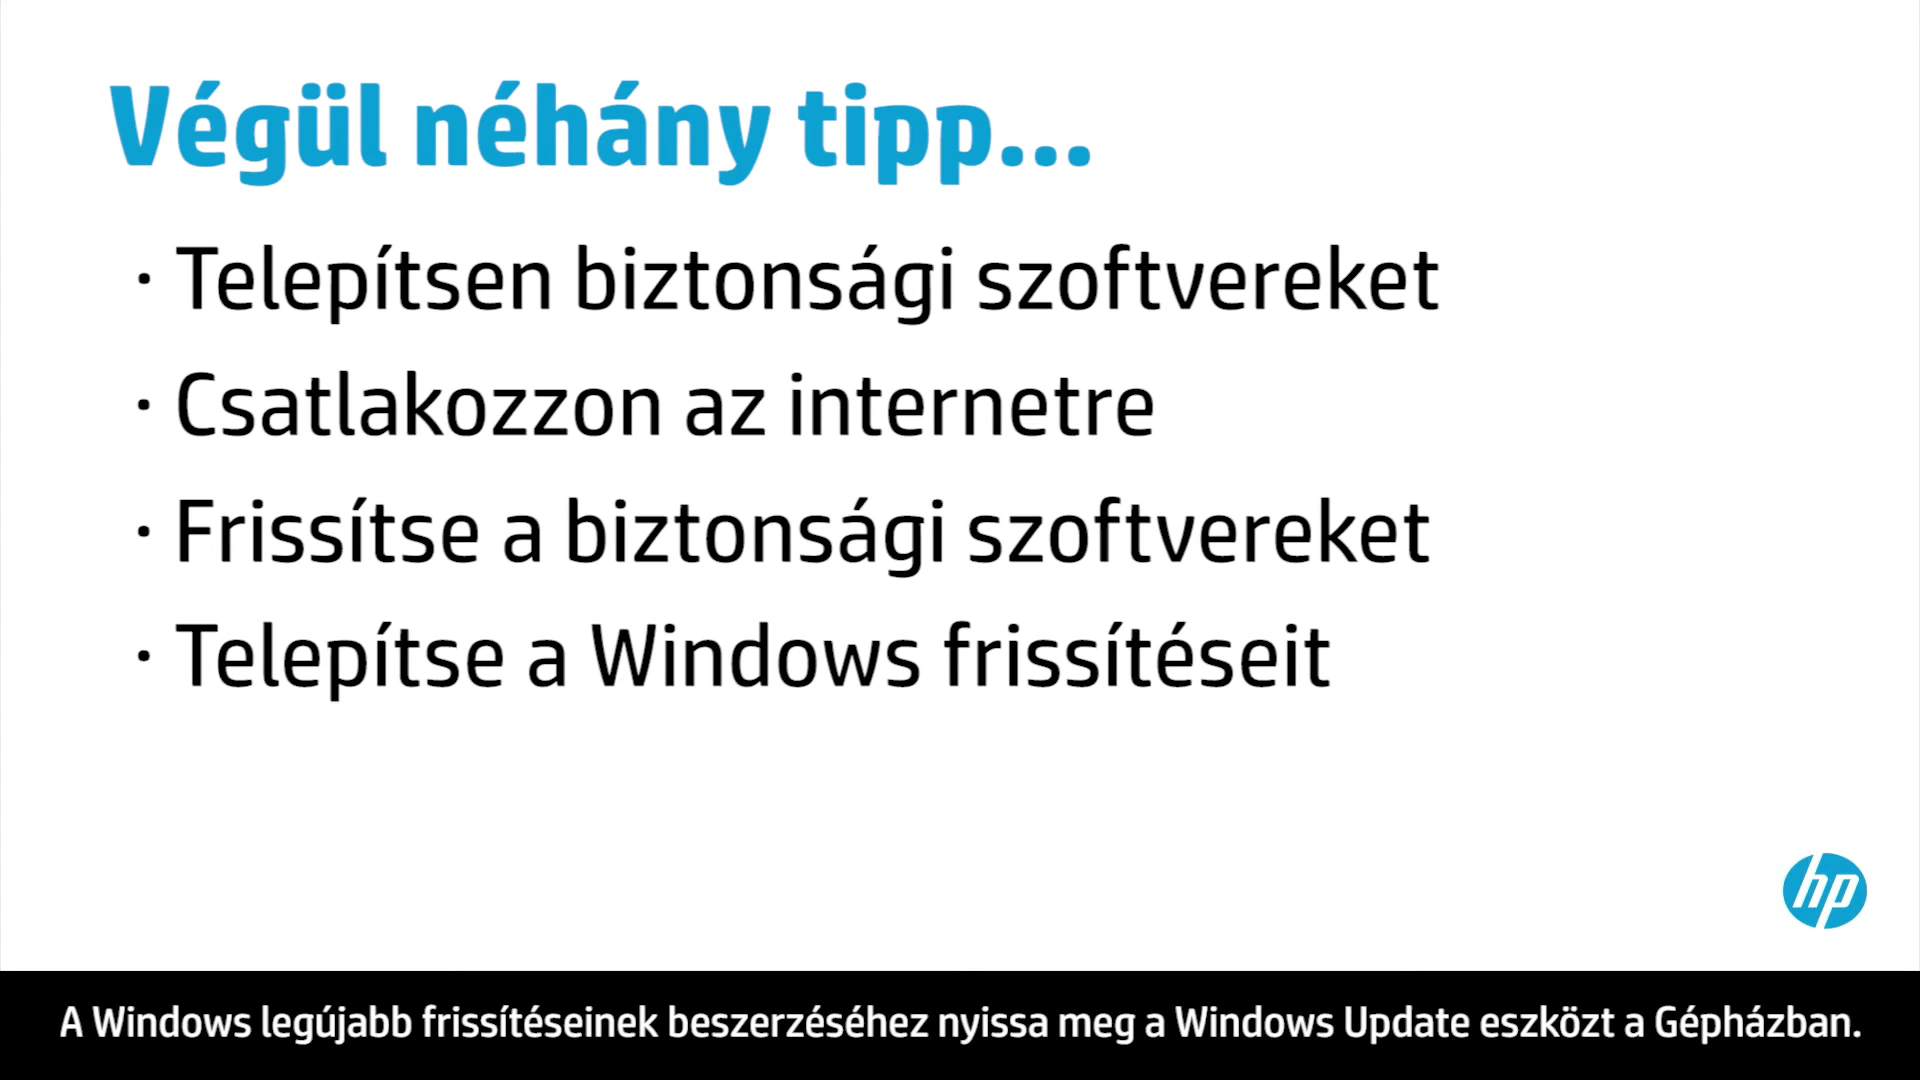 Végül néhány tipp...
· Telepítsen biztonsági szoftvereket
· Csatlakozzon az internetre
· Frissítse a biztonsági szoftvereket
· Telepítse a Windows frissítéseit
hp
A Windows legújabb frissítéseinek beszerzéséhez nyissa meg a Windows Update eszközt a Gépházban.